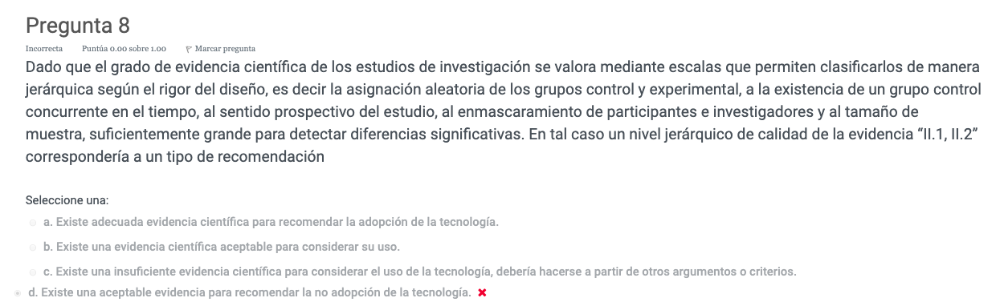 Pregunta 8
Incorrecta Puntúa 0.00 sobre 1.00 Marcar pregunta
Dado que el grado de evidencia científica de los estudios de investigación se valora mediante escalas que permiten clasificarlos de manera
jerárquica según el rigor del diseño, es decir la asignación aleatoria de los grupos control y experimental, a la existencia de un grupo control
concurrente en el tiempo, al sentido prospectivo del estudio, al enmascaramiento de participantes e investigadores y al tamaño de
muestra, suficientemente grande para detectar diferencias significativas. En tal caso un nivel jerárquico de calidad de la evidencia “II.1, II.2”
correspondería a un tipo de recomendación
Seleccione una:
a. Existe adecuada evidencia científica para recomendar la adopción de la tecnología.
b. Existe una evidencia científica aceptable para considerar su uso.
c. Existe una insuficiente evidencia científica para considerar el uso de la tecnología, debería hacerse a partir de otros argumentos o criterios.
d. Existe una aceptable evidencia para recomendar la no adopción de la tecnología.